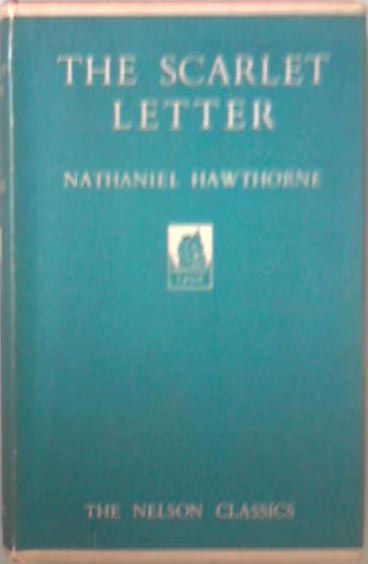 THE SCARLET
LETTER
NATHANIEL HAWTHORNE
THE NELSON CLASSICS